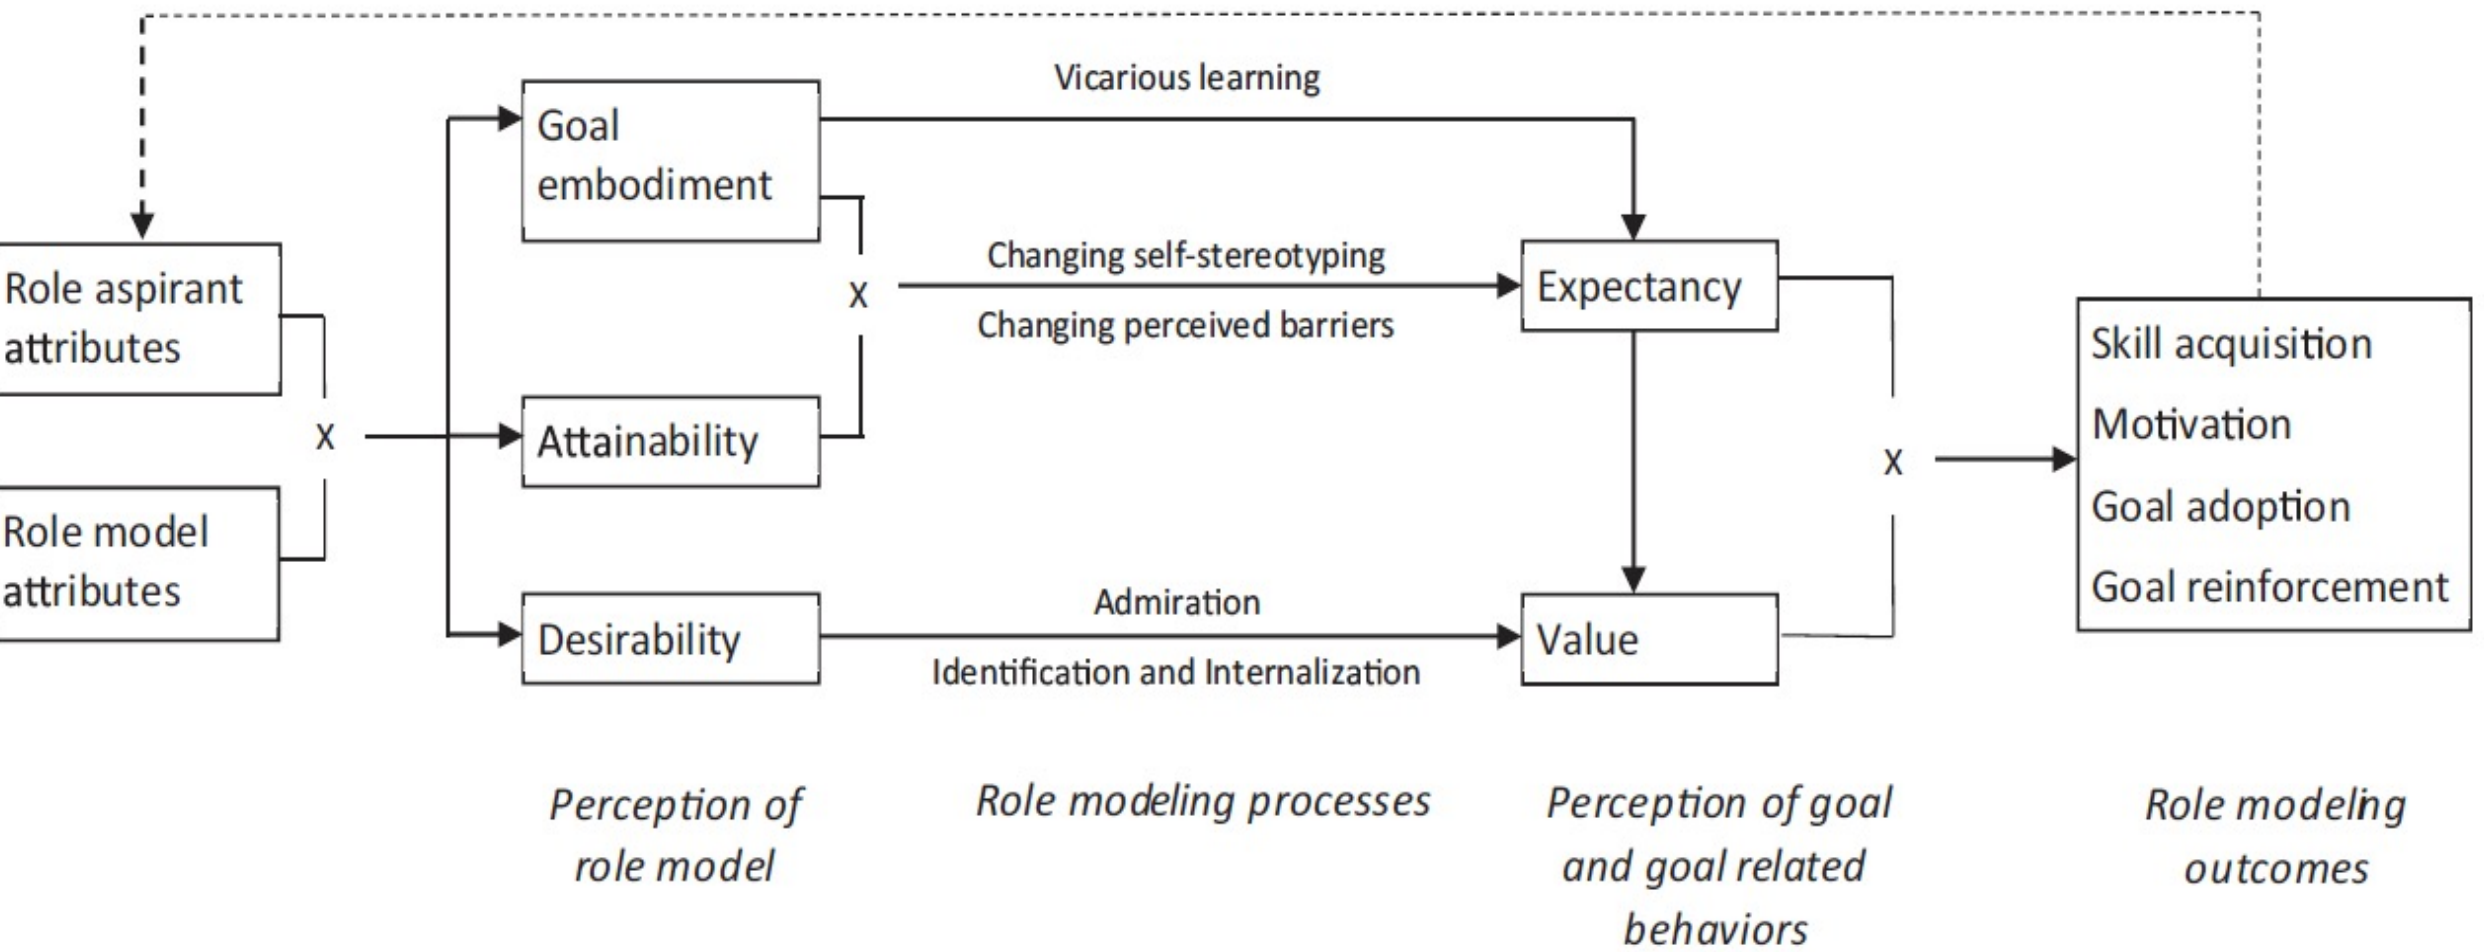 Vicarious learning
Goal
embodiment
Changing self-stereotyping
X
Changing perceived barriers
Expectancy
Role aspirant
attributes
X
Attainability
Role model
attributes
Desirability
Admiration
Identification and Internalization
Value
X
Skill acquisition
Motivation
Goal adoption
Goal reinforcement
Perception of
role model
Role modeling processes
Perception of goal
and goal related
behaviors
Role modeling
outcomes